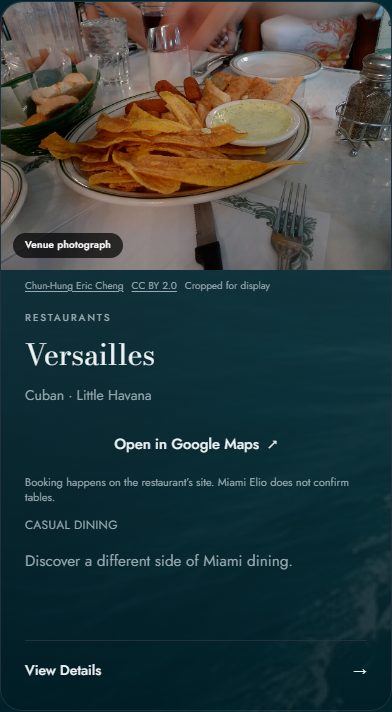 Venue photograph
Chun-Hung Eric Cheng CC BY 2.0 Cropped for display
RESTAURANTS
Versailles
Cuban · Little Havana
Open in Google Maps ↗
Booking happens on the restaurant's site. Miami Elio does not confirm
tables.
CASUAL DINING
Discover a different side of Miami dining.
View Details →